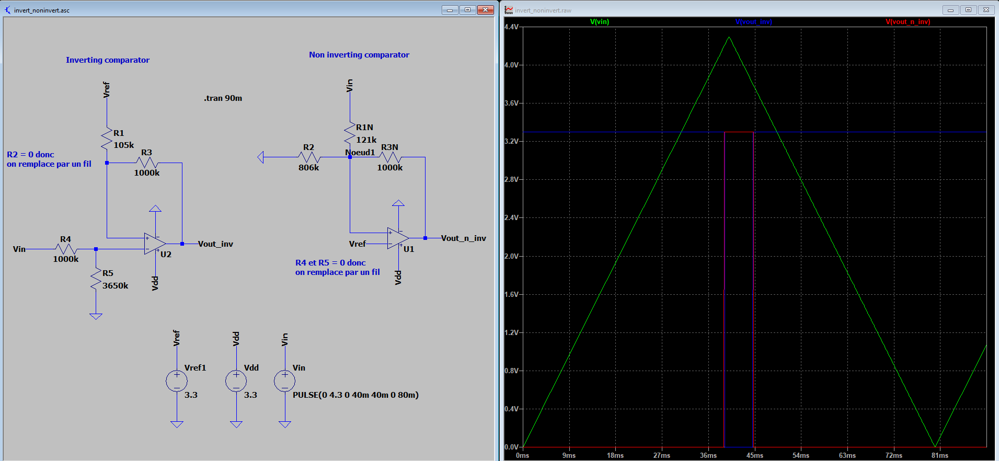 invert_noninvert.asc
Inverting comparator
Non inverting comparator
Vref
.tran 90m
Vin
R1
105k
R2 = 0 donc
on remplace par un fil
R3
1000k
R1N
121k
R2
806k
Noeud1
R3N
1000k
Vin
R4
1000k
R5
3650k
U2
Vdd
Vout_inv
Vref
U1
Vdd
Vout_n_inv
R4 et R5 = 0 donc
on remplace par un fil
Vref
Vref1
3.3
Vdd
Vdd
3.3
Vin
Vin
PULSE(0 4.3 0 40m 40m 0 80m)
invert_noninvert.raw
V(vin)
V(vout_inv)
V(vout_n_inv)
4.4V
4.0V
3.6V
3.2V
2.8V
2.4V
2.0V
1.6V
1.2V
0.8V
0.4V
0.0V
0ms
9ms
18ms
27ms
36ms
45ms
54ms
63ms
72ms
81ms